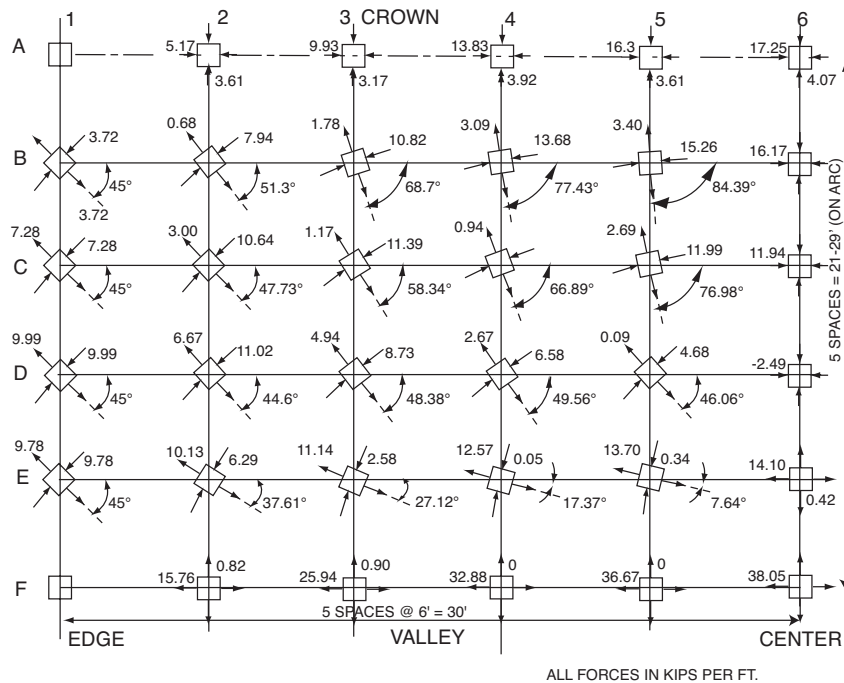 1 2 3 CROWN 4 5 6
A 5.17 9.93 13.83 16.3 17.25
3.61 3.17 3.92 3.61 4.07
0.68 1.78 3.09 3.40
3.72 7.94 10.82 13.68 15.26 16.17
B
45° 51.3° 68.7° 77.43° 84.39°
3.72
7.28 3.00 1.17 0.94 2.69
7.28 10.64 11.39 11.99 11.94
C
45° 47.73° 58.34° 66.89° 76.98°
9.99 6.67 4.94 2.67 0.09
9.99 11.02 8.73 6.58 4.68 -2.49
D
45° 44.6° 48.38° 49.56° 46.06°
9.78 10.13 11.14 12.57 13.70
9.78 6.29 2.58 0.05 0.34 14.10
E
45° 37.61° 27.12° 17.37° 7.64° 0.42
0.82 0.90 0 0
F 15.76 25.94 32.88 36.67 38.05
5 SPACES @ 6' = 30'
EDGE VALLEY CENTER
5 SPACES = 21-29' (ON ARC)
ALL FORCES IN KIPS PER FT.